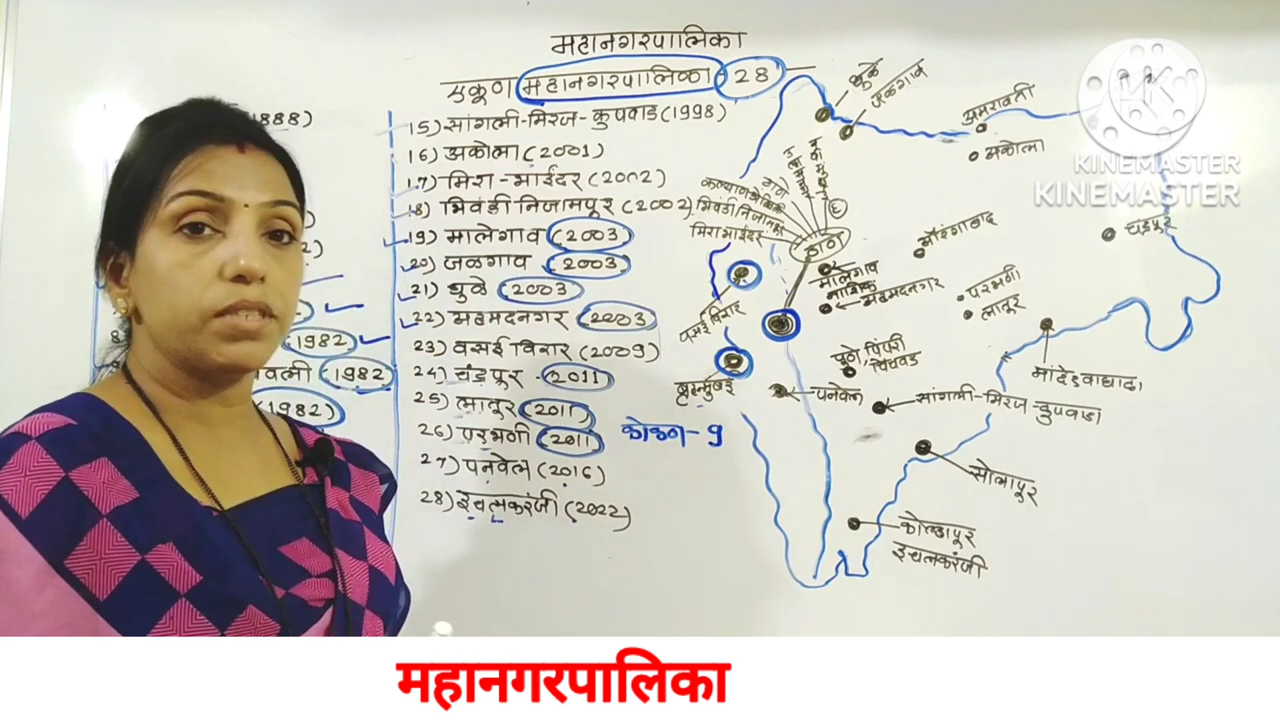 महानगरपालिका
एकूण महानगरपालिका - 28
1888)
15) सांगली-मिरज-कुपवाड (1998)
16) अकोला (2001)
17) मिरा-भाईंदर (2002)
18) भिवंडी निजामपूर (2002)
19) मालेगाव (2003)
20) जळगाव (2003)
21) धुळे (2003)
22) अहमदनगर (2003)
23) वसई विरार (2009)
24) चंद्रपूर - 2011
25) लातूर (2011)
26) परभणी (2011)
27) पनवेल (2016)
28) इचलकरंजी (2022)
1982)
वली (1982
(1982)
कोकण - 9
धुळे
जळगाव
अमरावती
अकोला
चंद्रपूर
औरंगाबाद
परभणी
लातूर
ठाणे
भिवंडी निजामपूर
मिरा भाईंदर
ठाणे
मालेगाव
नाशिक
अहमदनगर
वसई विरार
बृहन्मुंबई
पुणे पिंपरी
चिंचवड
पनवेल
सांगली-मिरज-कुपवाडा
नांदेड वाघाळा
सोलापूर
कोल्हापूर
इचलकरंजी
KINEMASTER
KINEMASTER
महानगरपालिका